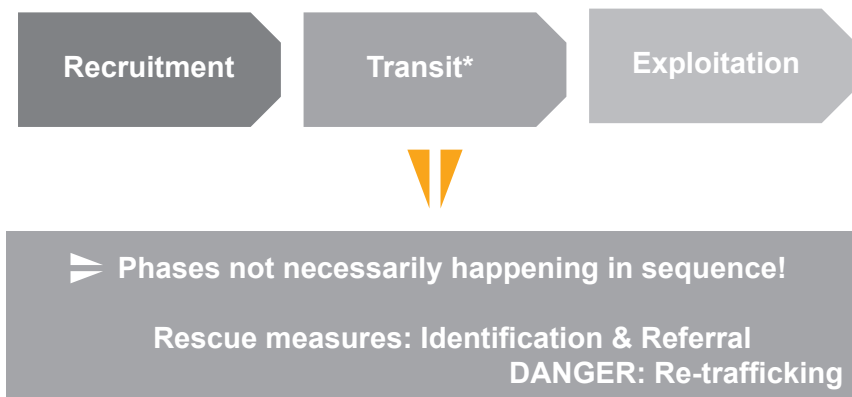 Recruitment
Transit*
Exploitation
Phases not necessarily happening in sequence!
Rescue measures: Identification & Referral
DANGER: Re-trafficking